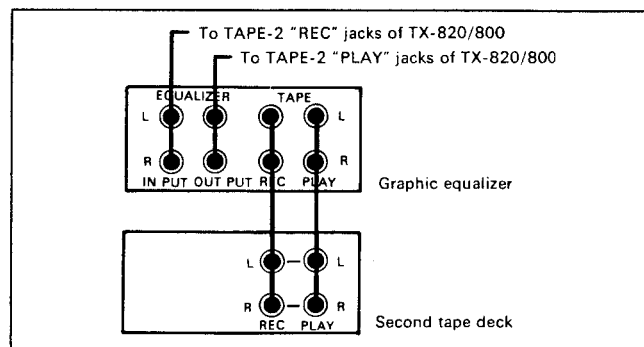 To TAPE-2 "REC" jacks of TX-820/800
To TAPE-2 "PLAY" jacks of TX-820/800
EQUALIZER TAPE
L L
R R
IN PUT OUT PUT REC PLAY
Graphic equalizer
L L
R R
REC PLAY
Second tape deck